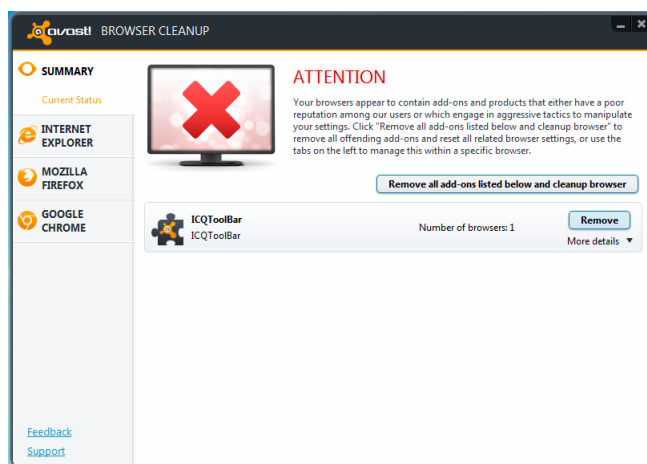 avast! BROWSER CLEANUP
SUMMARY
Current Status
INTERNET
EXPLORER
MOZILLA
FIREFOX
GOOGLE
CHROME
Feedback
Support
ATTENTION
Your browsers appear to contain add-ons and products that either have a poor
reputation among our users or which engage in aggressive tactics to manipulate
your settings. Click "Remove all add-ons listed below and cleanup browser" to
remove all offending add-ons and reset all related browser settings, or use the
tabs on the left to manage this within a specific browser.
Remove all add-ons listed below and cleanup browser
ICQToolBar
ICQToolBar
Number of browsers: 1
Remove
More details